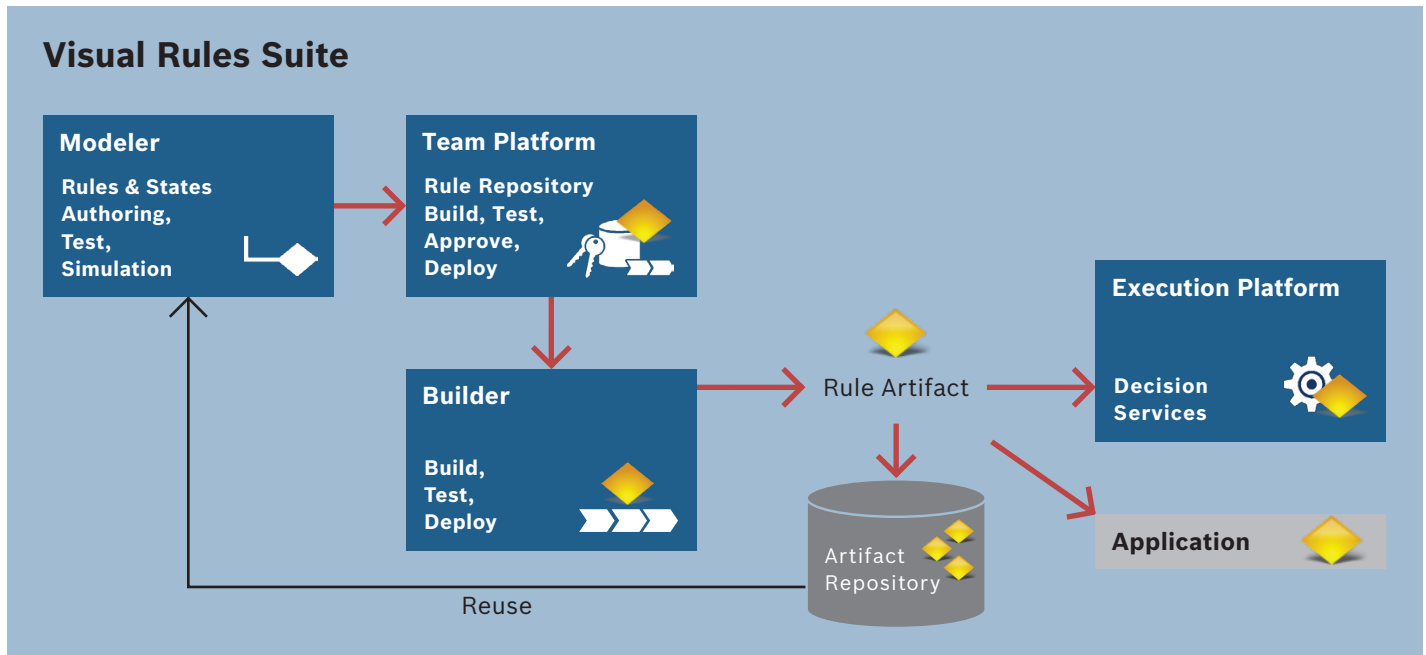 Visual Rules Suite
Modeler
Rules & States
Authoring,
Test,
Simulation
Team Platform
Rule Repository
Build, Test,
Approve,
Deploy
Builder
Build,
Test,
Deploy
Rule Artifact
Artifact
Repository
Reuse
Execution Platform
Decision
Services
Application